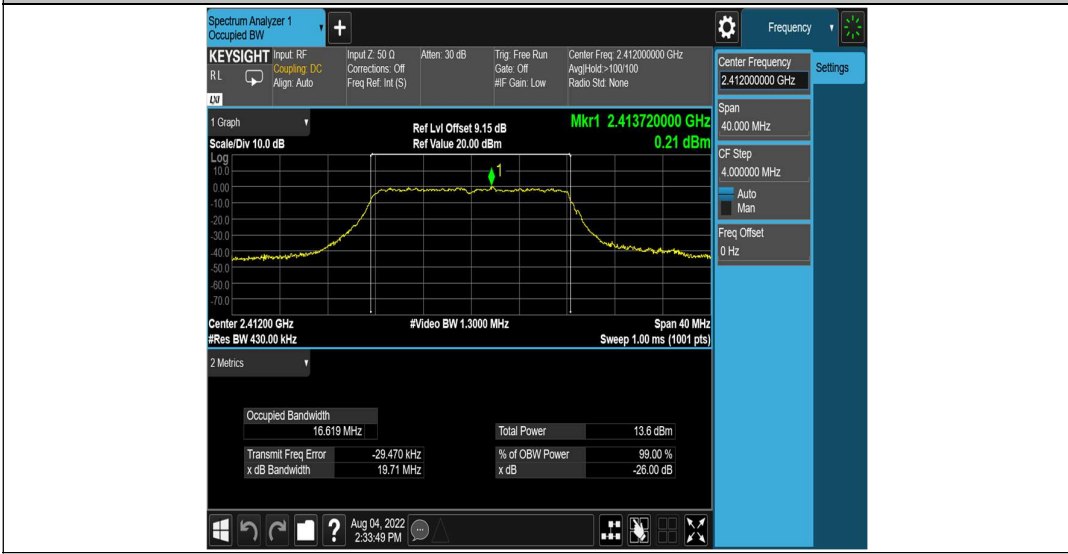 Spectrum Analyzer 1
Occupied BW
+
Frequency
KEYSIGHT
RL
LXI
Input: RF
Coupling: DC
Align: Auto
Input Z: 50 Ω
Corrections: Off
Freq Ref: Int (S)
Atten: 30 dB
Trig: Free Run
Gate: Off
#IF Gain: Low
Center Freq: 2.412000000 GHz
Avg|Hold:>100/100
Radio Std: None
Center Frequency
2.412000000 GHz
Settings
Span
40.000 MHz
CF Step
4.000000 MHz
Auto
Man
Freq Offset
0 Hz
1 Graph
Scale/Div 10.0 dB
Ref Lvl Offset 9.15 dB
Ref Value 20.00 dBm
Mkr1 2.413720000 GHz
0.21 dBm
Log
10.0
0.00
-10.0
-20.0
-30.0
-40.0
-50.0
-60.0
-70.0
1
Center 2.41200 GHz
#Res BW 430.00 kHz
#Video BW 1.3000 MHz
Span 40 MHz
Sweep 1.00 ms (1001 pts)
2 Metrics
Occupied Bandwidth
16.619 MHz
Total Power 13.6 dBm
Transmit Freq Error -29.470 kHz
% of OBW Power 99.00 %
x dB Bandwidth 19.71 MHz
x dB -26.00 dB
?
Aug 04, 2022
2:33:49 PM